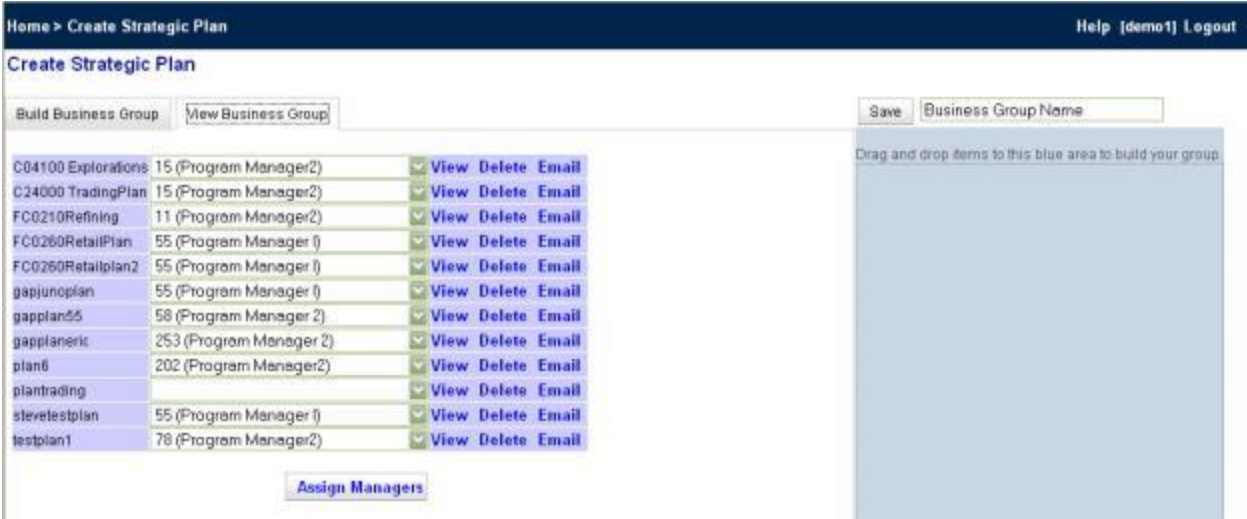 Home > Create Strategic Plan Help [demo1] Logout
Create Strategic Plan
Build Business Group View Business Group Save Business Group Name
Drag and drop items to this blue area to build your group
C04100 Explorations 15 (Program Manager2) View Delete Email
C24000 TradingPlan 15 (Program Manager2) View Delete Email
FC0210Refining 11 (Program Manager2) View Delete Email
FC0260RetailPlan 55 (Program Manager I) View Delete Email
FC0260Retailplan2 55 (Program Manager I) View Delete Email
gapjunoplan 55 (Program Manager I) View Delete Email
gapplan55 58 (Program Manager 2) View Delete Email
gapplaneric 253 (Program Manager 2) View Delete Email
plan6 202 (Program Manager2) View Delete Email
plantrading View Delete Email
stevetestplan 55 (Program Manager I) View Delete Email
testplan1 78 (Program Manager2) View Delete Email
Assign Managers